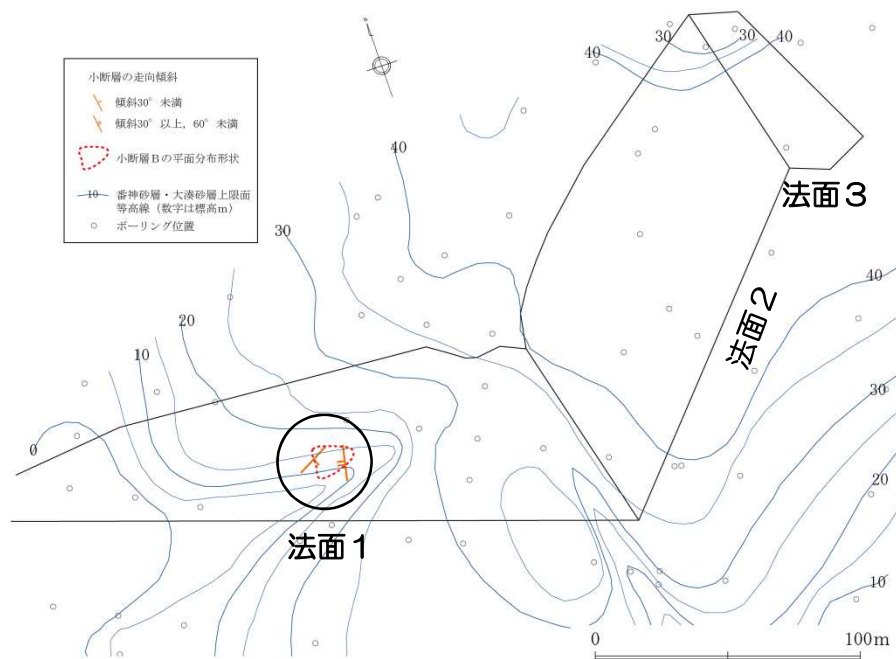 小断層の走向傾斜
傾斜30° 未満
傾斜30° 以上，60° 未満
小断層Ｂの平面分布形状
10 番神砂層・大湊砂層上限面
等高線（数字は標高ｍ）
ボーリング位置
30
30
40
40
40
30
20
10
0
法面３
法面２
40
30
20
10
法面１
0
100m